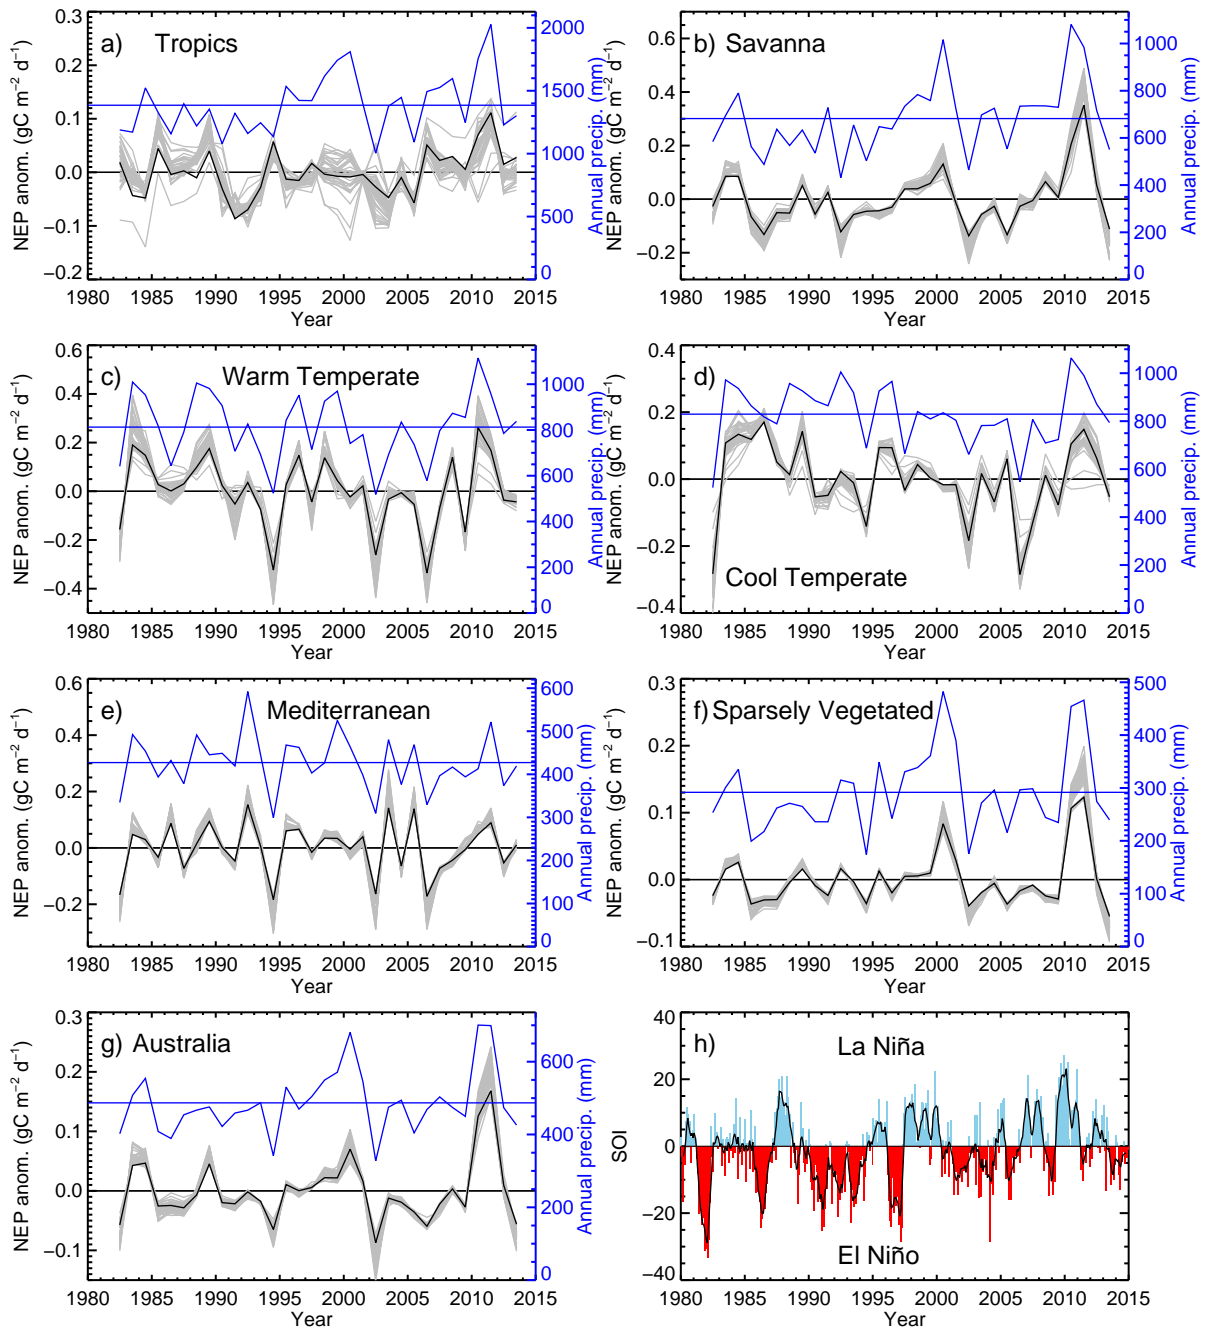 a) Tropics
NEP anom. (gC m−2 d−1)
0.3
0.2
0.1
0.0
−0.1
−0.2
2000
1500
1000
500
0
Annual precip. (mm)
1980 1985 1990 1995 2000 2005 2010 2015
Year
b) Savanna
NEP anom. (gC m−2 d−1)
0.6
0.4
0.2
0.0
−0.2
1000
800
600
400
200
0
Annual precip. (mm)
1980 1985 1990 1995 2000 2005 2010 2015
Year
c) Warm Temperate
NEP anom. (gC m−2 d−1)
0.6
0.4
0.2
0.0
−0.2
−0.4
1000
800
600
400
200
0
Annual precip. (mm)
1980 1985 1990 1995 2000 2005 2010 2015
Year
d)
Cool Temperate
NEP anom. (gC m−2 d−1)
0.4
0.2
0.0
−0.2
−0.4
1000
800
600
400
200
0
Annual precip. (mm)
1980 1985 1990 1995 2000 2005 2010 2015
Year
e) Mediterranean
NEP anom. (gC m−2 d−1)
0.6
0.4
0.2
0.0
−0.2
600
500
400
300
200
100
0
Annual precip. (mm)
1980 1985 1990 1995 2000 2005 2010 2015
Year
f) Sparsely Vegetated
NEP anom. (gC m−2 d−1)
0.3
0.2
0.1
0.0
−0.1
500
400
300
200
100
0
Annual precip. (mm)
1980 1985 1990 1995 2000 2005 2010 2015
Year
g) Australia
NEP anom. (gC m−2 d−1)
0.3
0.2
0.1
0.0
−0.1
600
400
200
0
Annual precip. (mm)
1980 1985 1990 1995 2000 2005 2010 2015
Year
h)
La Niña
El Niño
SOI
40
20
0
−20
−40
1980 1985 1990 1995 2000 2005 2010 2015
Year